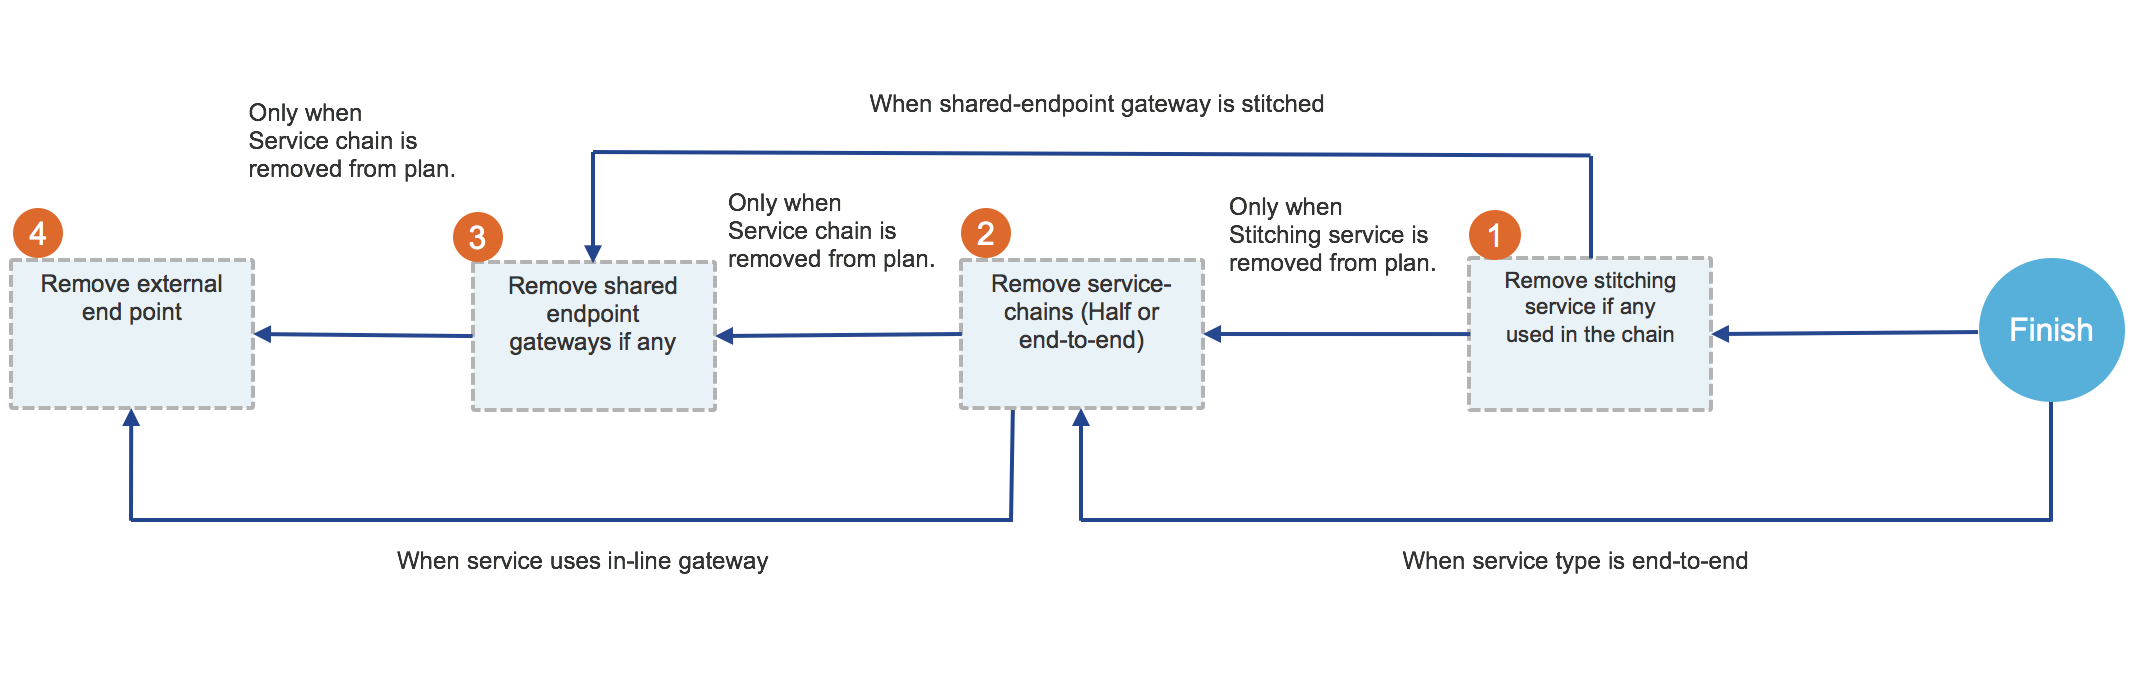 When shared-endpoint gateway is stitched
Only when
Service chain is
removed from plan.
Only when
Service chain is
removed from plan.
Only when
Stitching service is
removed from plan.
4
Remove external
end point
3
Remove shared
endpoint
gateways if any
2
Remove service-
chains (Half or
end-to-end)
1
Remove stitching
service if any
used in the chain
Finish
When service uses in-line gateway
When service type is end-to-end